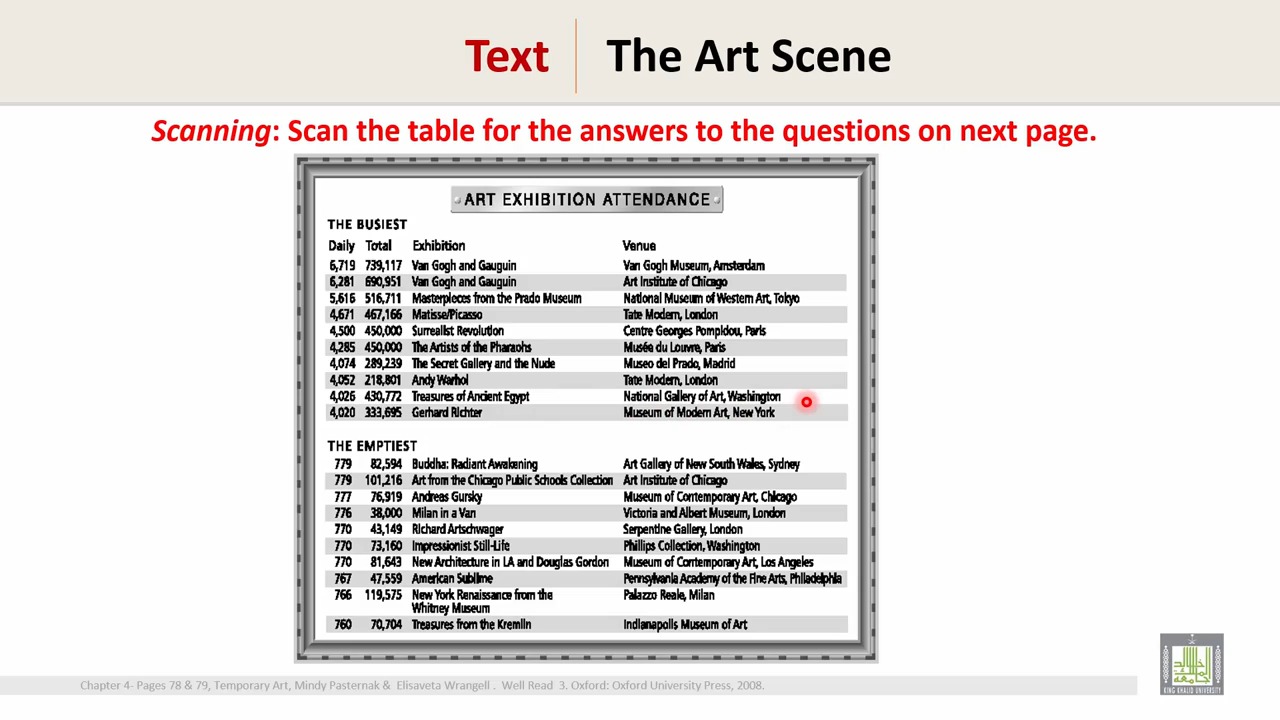 Text The Art Scene
Scanning: Scan the table for the answers to the questions on next page.
ART EXHIBITION ATTENDANCE
THE BUSIEST
Daily Total Exhibition Venue
6,719 739,117 Van Gogh and Gauguin Van Gogh Museum, Amsterdam
6,281 690,951 Van Gogh and Gauguin Art Institute of Chicago
5,616 516,711 Masterpieces from the Prado Museum National Museum of Western Art, Tokyo
4,671 467,166 Matisse/Picasso Tate Modern, London
4,500 450,000 Surrealist Revolution Centre Georges Pompidou, Paris
4,285 450,000 The Artists of the Pharaohs Musée du Louvre, Paris
4,074 289,239 The Secret Gallery and the Nude Museo del Prado, Madrid
4,052 218,801 Andy Warhol Tate Modern, London
4,026 430,772 Treasures of Ancient Egypt National Gallery of Art, Washington
4,020 333,695 Gerhard Richter Museum of Modern Art, New York
THE EMPTIEST
779 82,594 Buddha: Radiant Awakening Art Gallery of New South Wales, Sydney
779 101,216 Art from the Chicago Public Schools Collection Art Institute of Chicago
777 76,919 Andreas Gursky Museum of Contemporary Art, Chicago
776 38,000 Milan in a Van Victoria and Albert Museum, London
770 43,149 Richard Artschwager Serpentine Gallery, London
770 73,160 Impressionist Still-Life Phillips Collection, Washington
770 81,643 New Architecture in LA and Douglas Gordon Museum of Contemporary Art, Los Angeles
767 47,559 American Sublime Pennsylvania Academy of the Fine Arts, Philadelphia
766 119,575 New York Renaissance from the Palazzo Reale, Milan
Whitney Museum
760 70,704 Treasures from the Kremlin Indianapolis Museum of Art
Chapter 4- Pages 78 & 79, Temporary Art, Mindy Pasternak & Elisaveta Wrangell . Well Read 3. Oxford: Oxford University Press, 2008.
KING KHALID UNIVERSITY